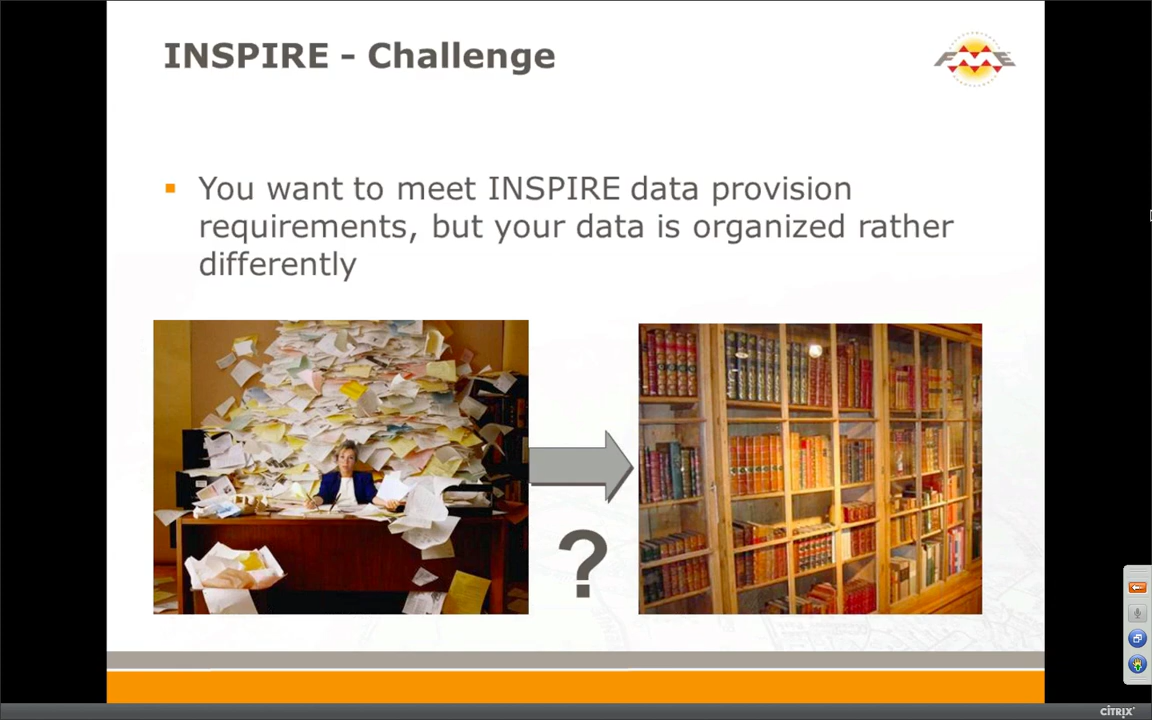 INSPIRE - Challenge
FME
You want to meet INSPIRE data provision
requirements, but your data is organized rather
differently
?
CITRIX